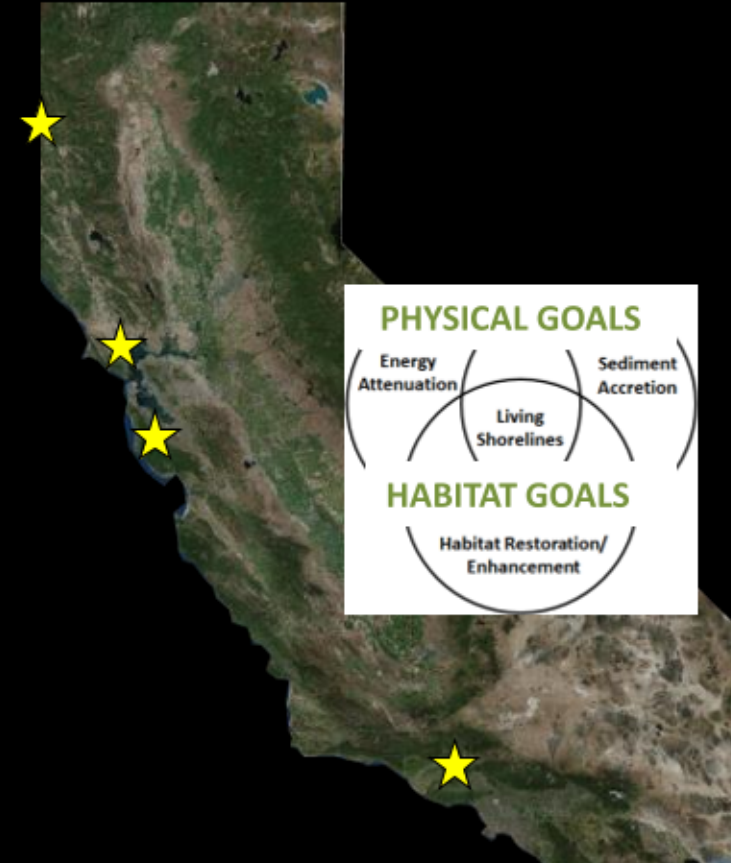 PHYSICAL GOALS
Energy
Attenuation
Sediment
Accretion
Living
Shorelines
HABITAT GOALS
Habitat Restoration/
Enhancement